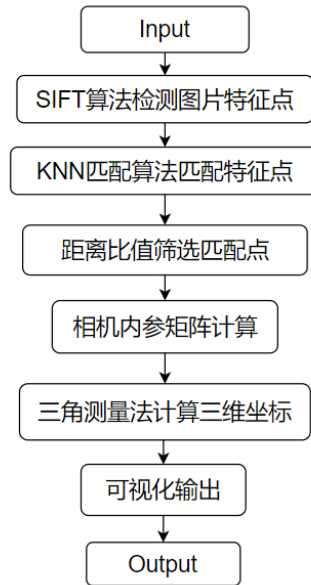 Input
SIFT算法检测图片特征点
KNN匹配算法匹配特征点
距离比值筛选匹配点
相机内参矩阵计算
三角测量法计算三维坐标
可视化输出
Output